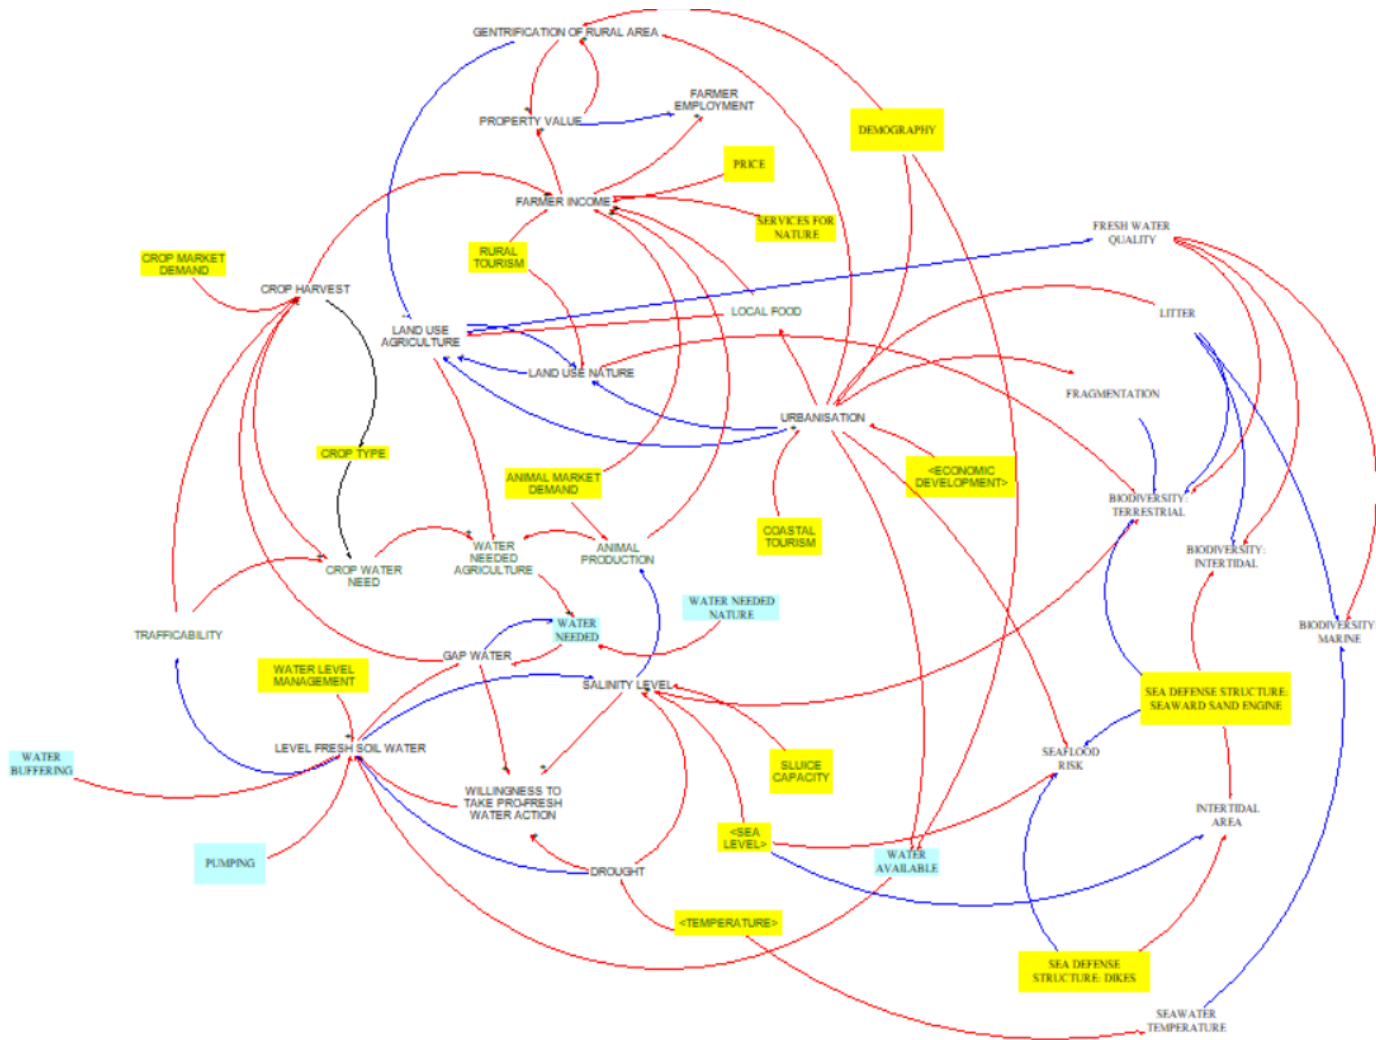 GENTRIFICATION OF RURAL AREA
FARMER
EMPLOYMENT
PROPERTY VALUE
DEMOGRAPHY
PRICE
FARMER INCOME
SERVICES FOR
NATURE
FRESH WATER
QUALITY
RURAL
TOURISM
CROP MARKET
DEMAND
CROP HARVEST
LOCAL FOOD
LITTER
LAND USE
AGRICULTURE
LAND USE NATURE
FRAGMENTATION
URBANISATION
CROP TYPE
ANIMAL MARKET
DEMAND
<ECONOMIC
DEVELOPMENT>
BIODIVERSITY:
TERRESTRIAL
COASTAL
TOURISM
WATER
NEEDED
AGRICULTURE
ANIMAL
PRODUCTION
BIODIVERSITY:
INTERTIDAL
CROP WATER
NEED
WATER NEEDED
NATURE
TRAFFICABILITY
WATER
NEEDED
BIODIVERSITY:
MARINE
GAP WATER
WATER LEVEL
MANAGEMENT
SALINITY LEVEL
SEA DEFENSE STRUCTURE:
SEAWARD SAND ENGINE
LEVEL FRESH SOIL WATER
WATER
BUFFERING
SLUICE
CAPACITY
SEAFLOOD
RISK
WILLINGNESS TO
TAKE PRO-FRESH
WATER ACTION
INTERTIDAL
AREA
<SEA
LEVEL>
WATER
AVAILABLE
PUMPING
DROUGHT
<TEMPERATURE>
SEA DEFENSE
STRUCTURE: DIKES
SEAWATER
TEMPERATURE